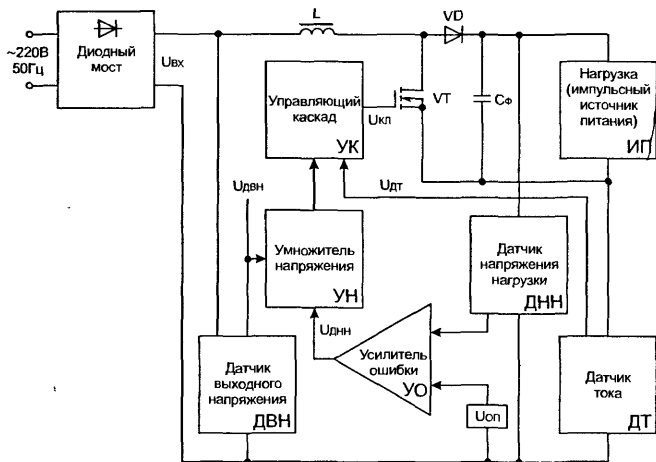 ~220В
50Гц
Диодный
мост
Uвх
L
VD
Управляющий
каскад
УК
Uкл
VT
Cф
Нагрузка
(импульсный
источник
питания)
ИП
Uдвн
Uдт
Умножитель
напряжения
УН
Датчик
напряжения
нагрузки
ДНН
Uднн
Усилитель
ошибки
УО
Датчик
выходного
напряжения
ДВН
Uоп
Датчик
тока
ДТ